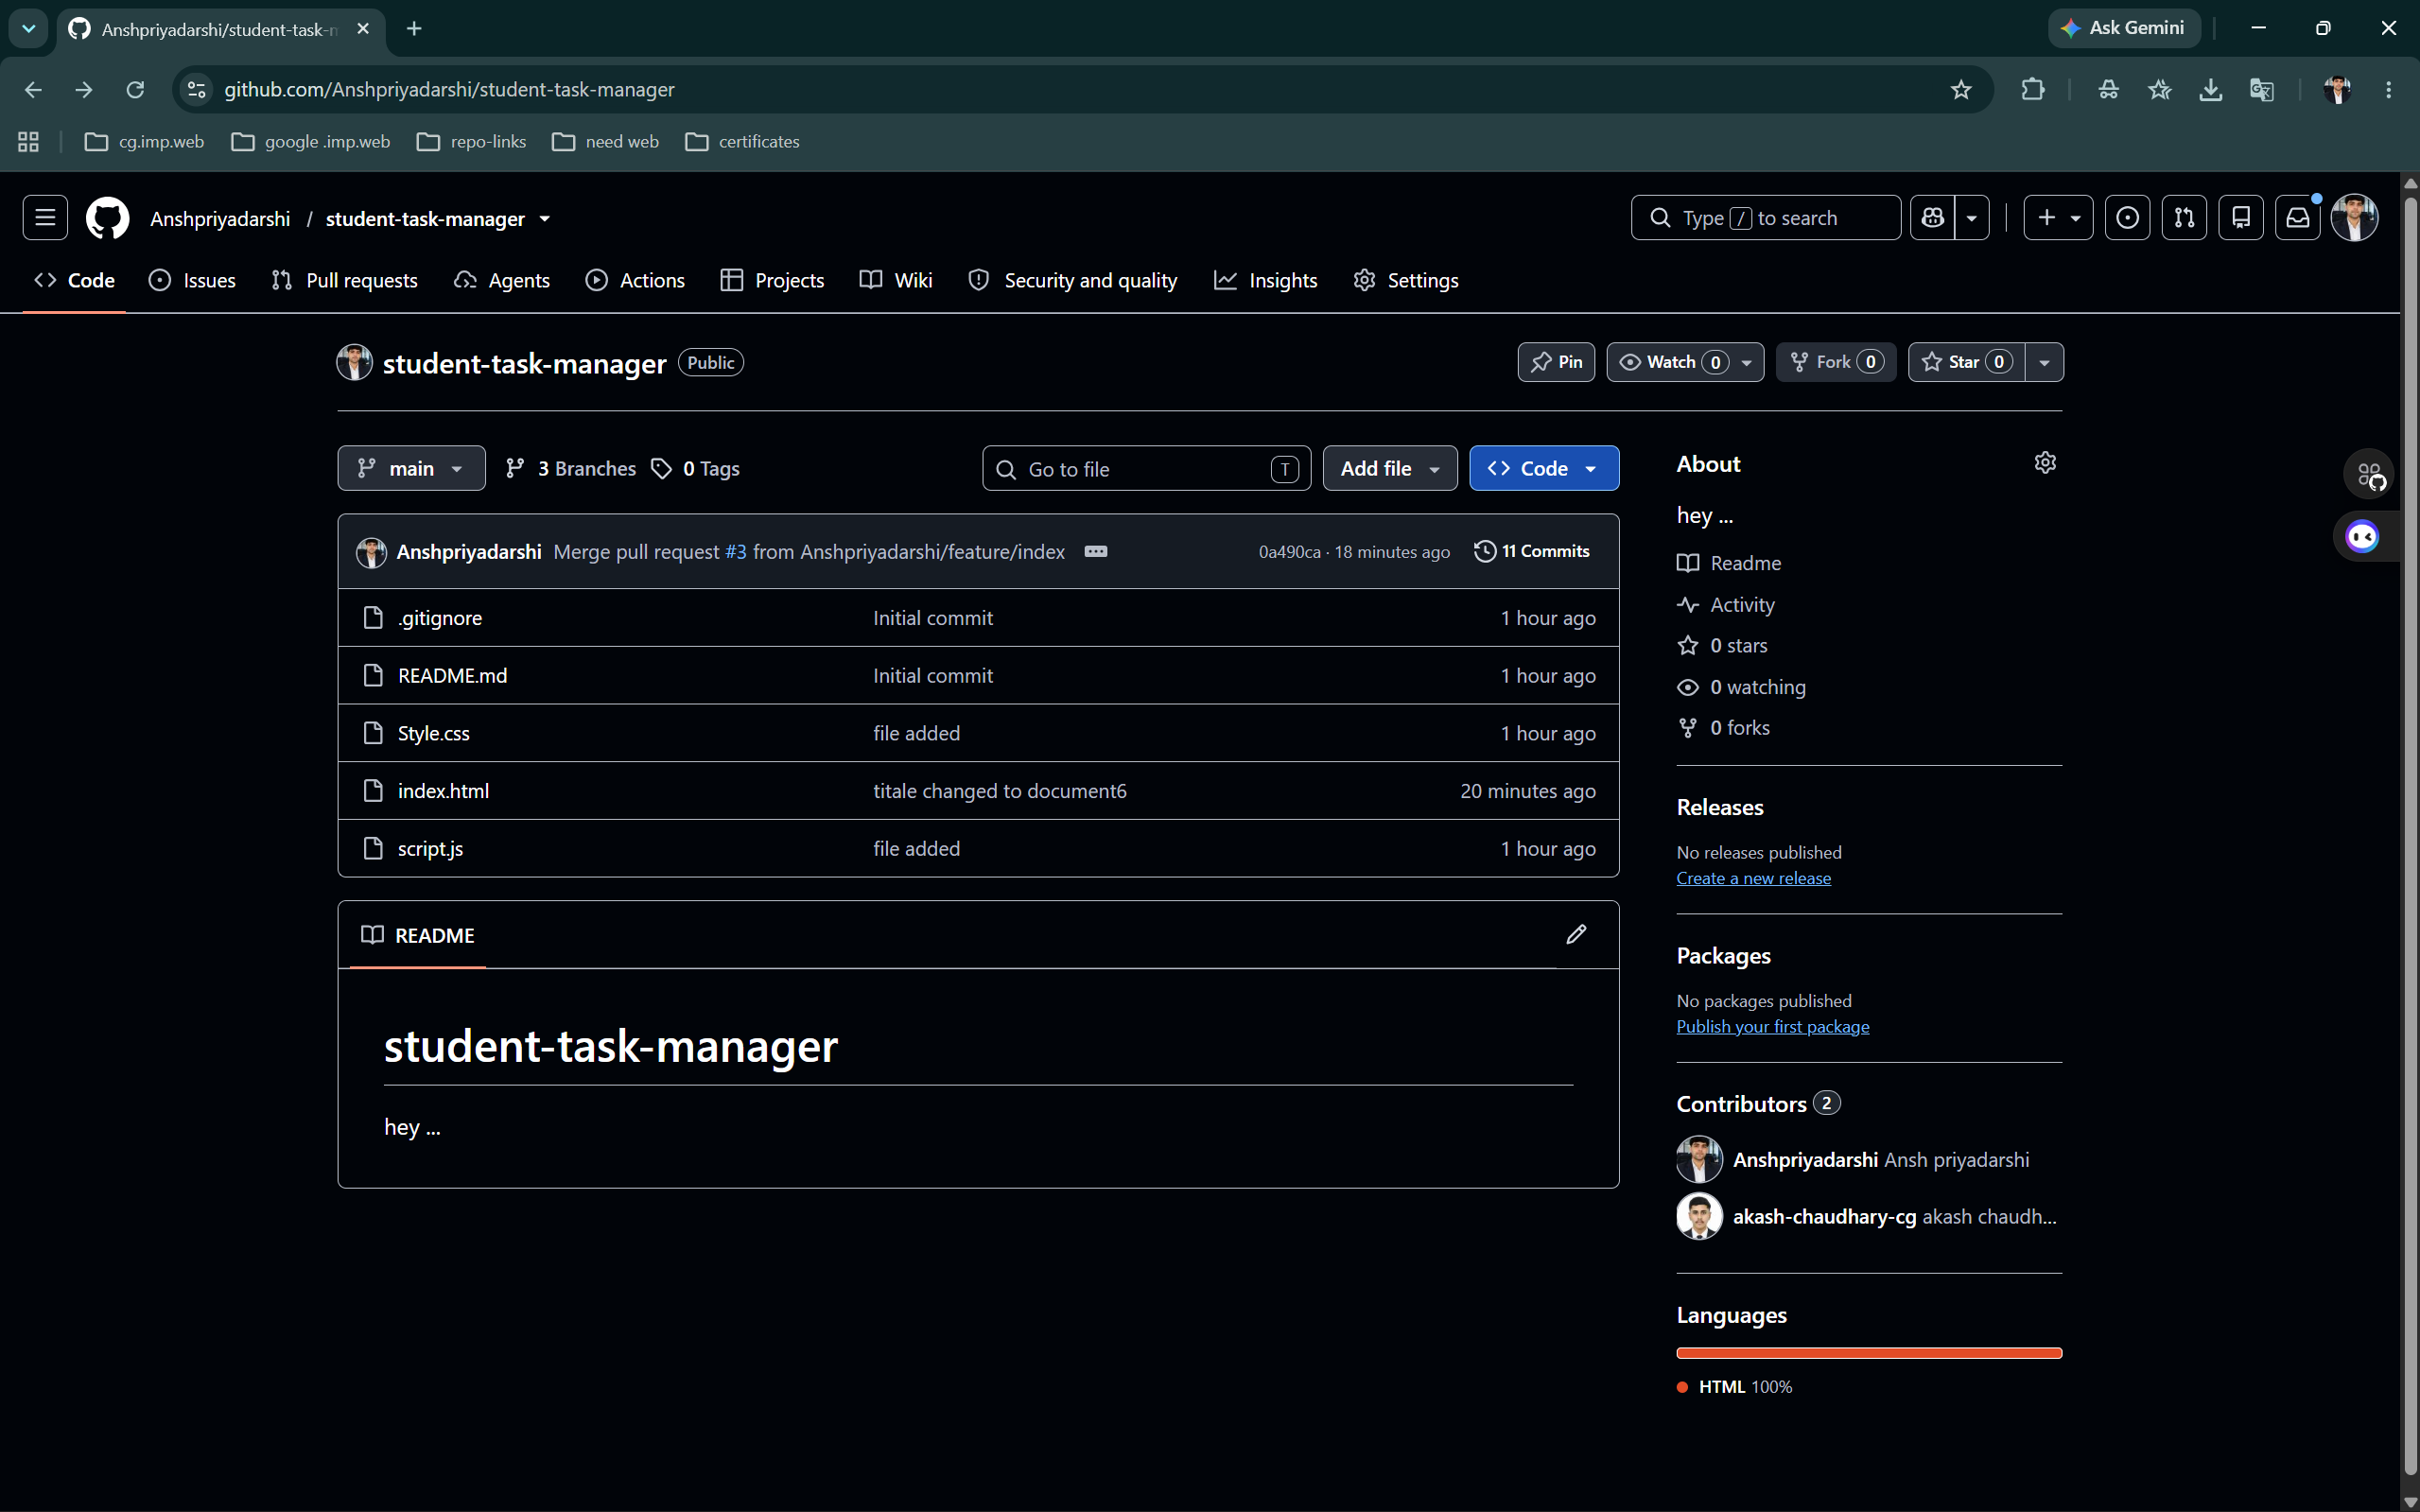 Anshpriyadarshi/student-task-m
Ask Gemini
github.com/Anshpriyadarshi/student-task-manager
cg.imp.web google .imp.web repo-links need web certificates
Anshpriyadarshi / student-task-manager Type / to search
Code Issues Pull requests Agents Actions Projects Wiki Security and quality Insights Settings
student-task-manager Public Pin Watch 0 Fork 0 Star 0
main 3 Branches 0 Tags Go to file T Add file Code
Anshpriyadarshi Merge pull request #3 from Anshpriyadarshi/feature/index 0a490ca · 18 minutes ago 11 Commits
.gitignore Initial commit 1 hour ago
README.md Initial commit 1 hour ago
Style.css file added 1 hour ago
index.html titale changed to document6 20 minutes ago
script.js file added 1 hour ago
README
student-task-manager
hey ...
About
hey ...
Readme
Activity
0 stars
0 watching
0 forks
Releases
No releases published
Create a new release
Packages
No packages published
Publish your first package
Contributors 2
Anshpriyadarshi Ansh priyadarshi
akash-chaudhary-cg akash chaudh...
Languages
HTML 100%